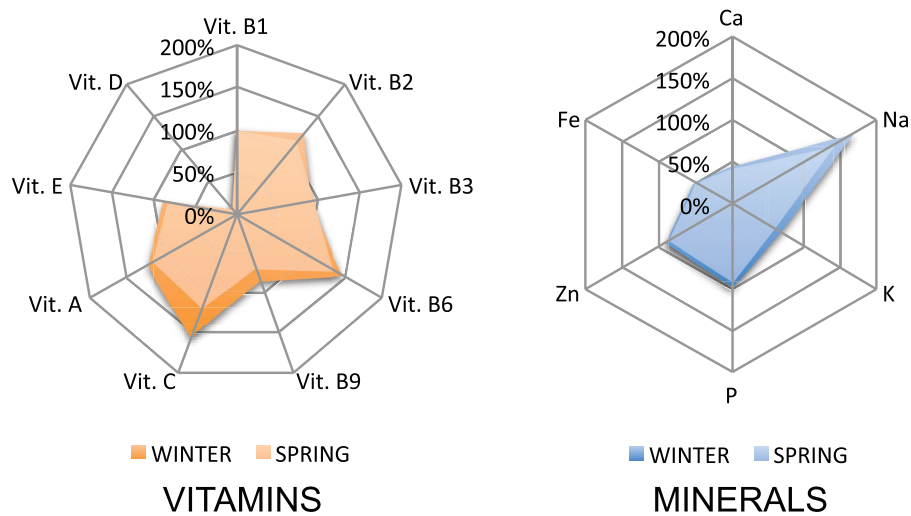 Vit. B1
200%
150%
100%
50%
0%
Vit. B2
Vit. B3
Vit. B6
Vit. B9
Vit. C
Vit. A
Vit. E
Vit. D
WINTER
SPRING
VITAMINS
Ca
200%
150%
100%
50%
0%
Na
K
P
Zn
Fe
WINTER
SPRING
MINERALS